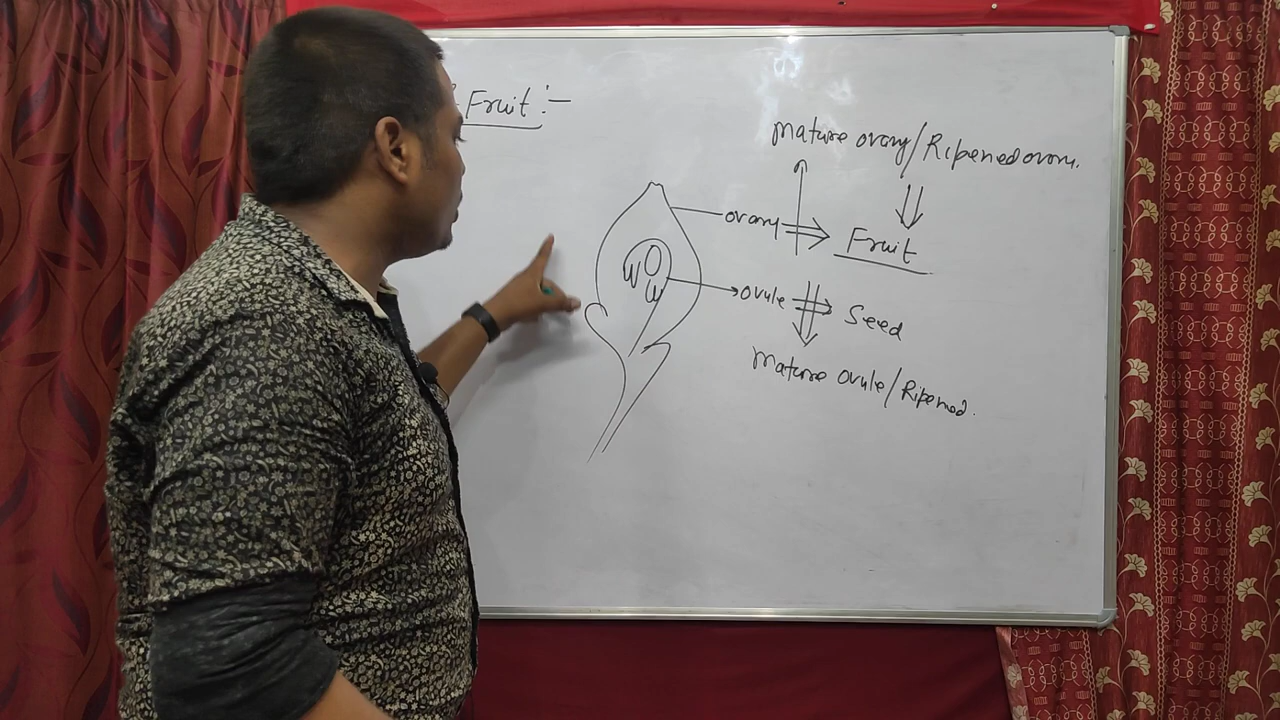 Fruit :-
Mature ovary/Ripened ovary.
ovary
Fruit
ovule
Seed
Mature ovule/Ripened.